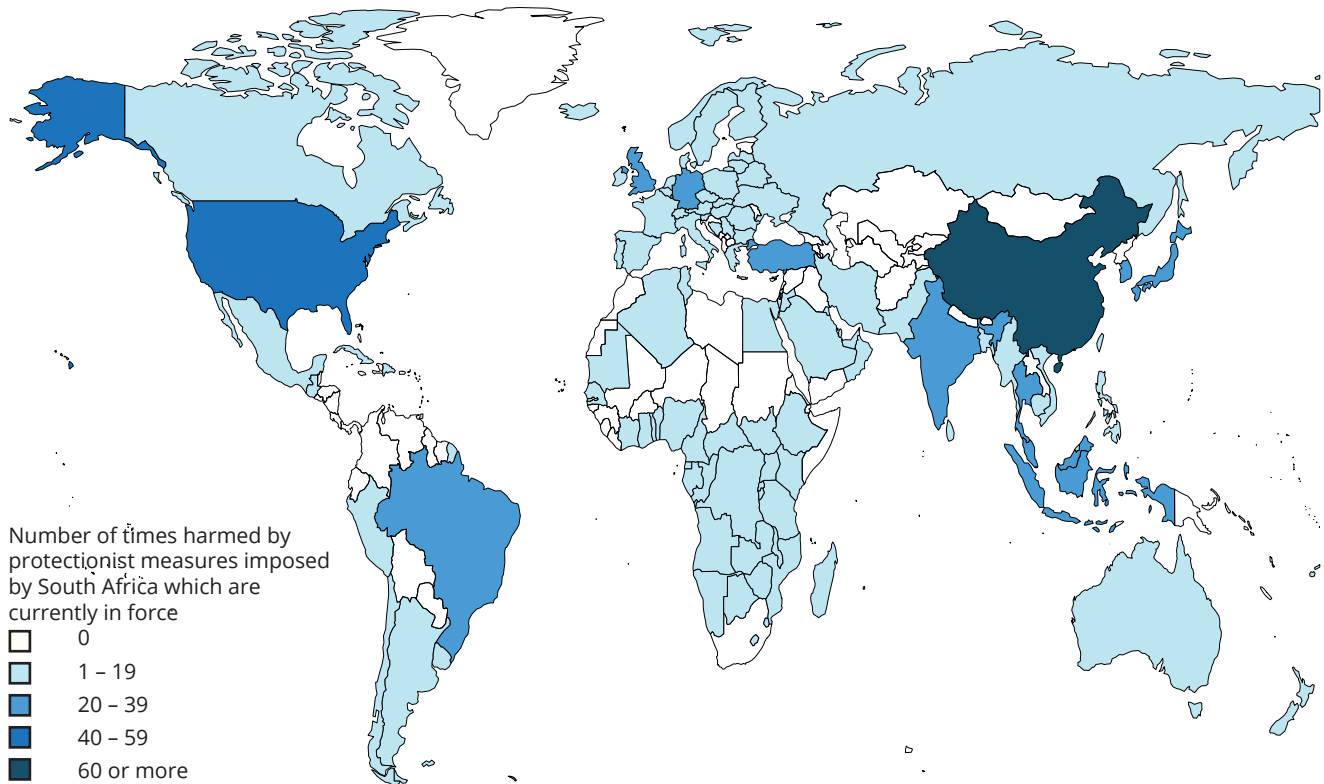 Number of times harmed by
protectionist measures imposed
by South Africa which are
currently in force
0
1 – 19
20 – 39
40 – 59
60 or more